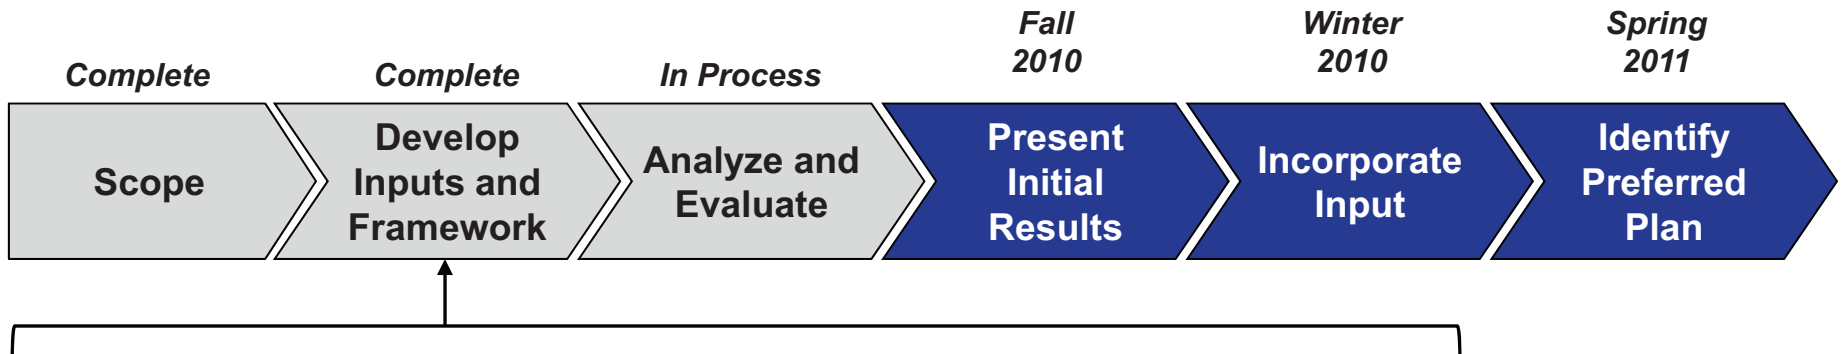 Complete
Complete
In Process
Fall
2010
Winter
2010
Spring
2011
Scope
Develop
Inputs and
Framework
Analyze and
Evaluate
Present
Initial
Results
Incorporate
Input
Identify
Preferred
Plan